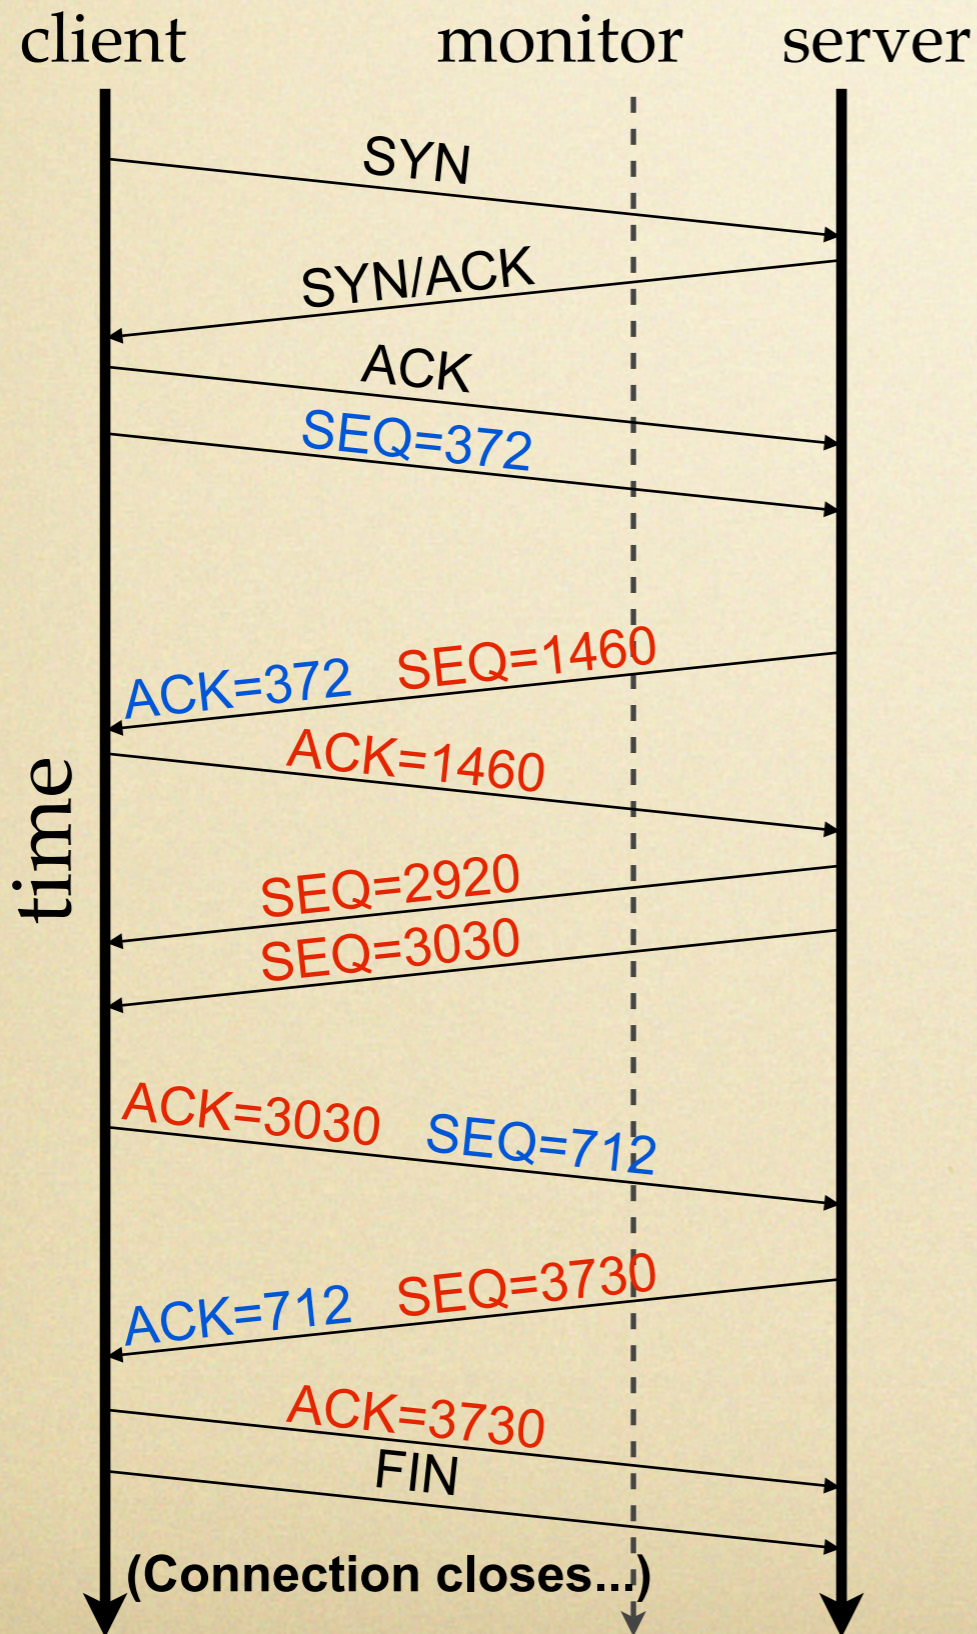 client monitor server
SYN
SYN/ACK
ACK
SEQ=372
ACK=372 SEQ=1460
ACK=1460
time
SEQ=2920
SEQ=3030
ACK=3030 SEQ=712
ACK=712 SEQ=3730
ACK=3730
FIN
(Connection closes...)